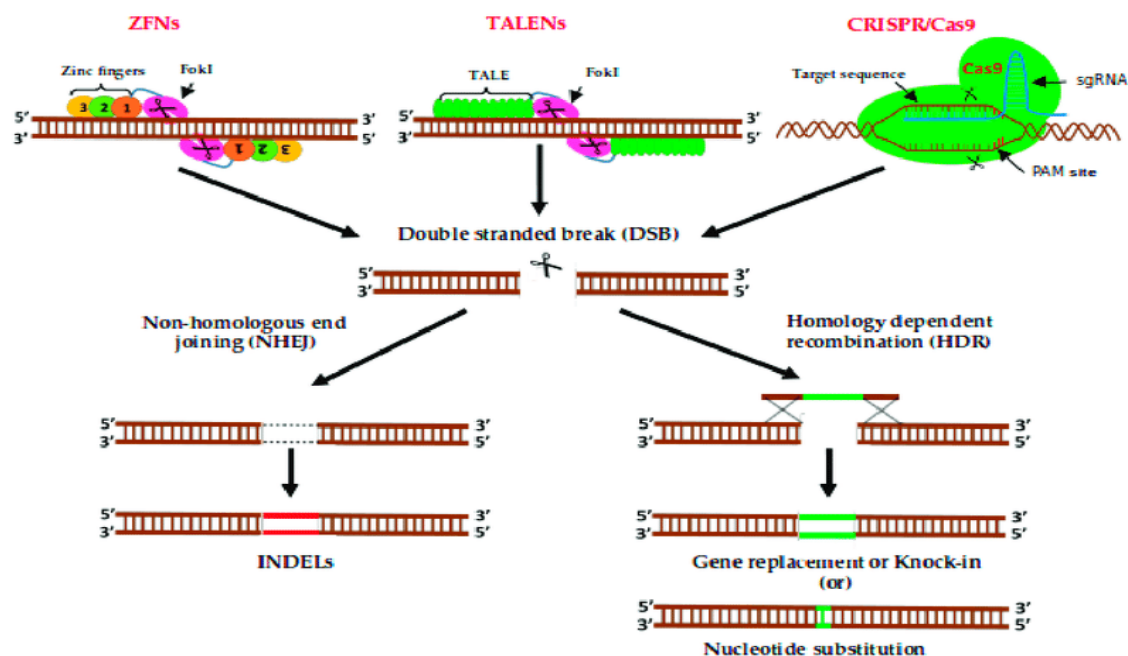 ZFNs
TALENs
CRISPR/Cas9
Zinc fingers
FokI
TALE
FokI
Target sequence
Cas9
sgRNA
5′ 3 2 1 3′
3′ 5′
1 2 3
5′ 3′
3′ 5′
PAM site
Double stranded break (DSB)
5′ 3′
3′ 5′
Non-homologous end
joining (NHEJ)
Homology dependent
recombination (HDR)
5′ 3′
3′ 5′
5′ 3′
3′ 5′
5′ 3′
3′ 5′
INDELs
5′ 3′
3′ 5′
Gene replacement or Knock-in
(or)
5′ 3′
3′ 5′
Nucleotide substitution